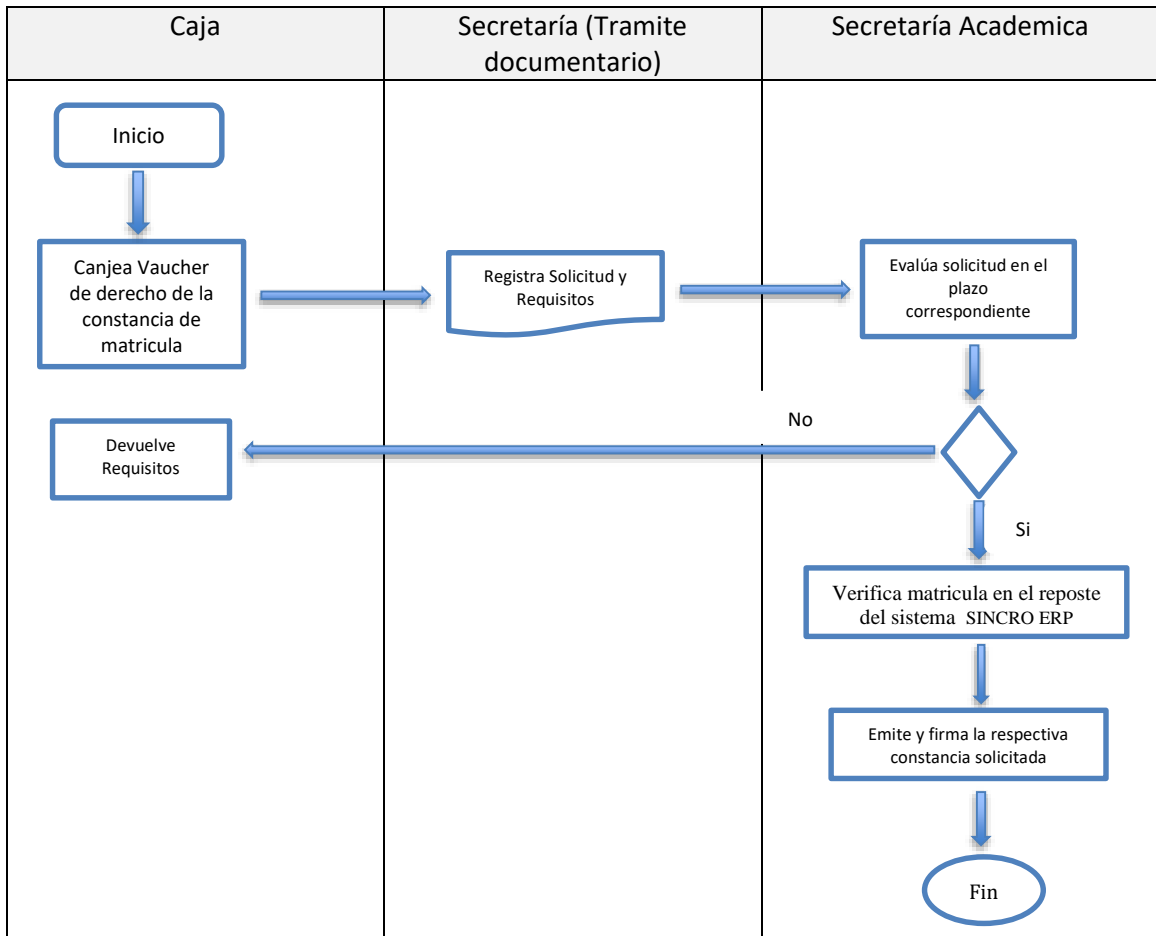 Caja
Secretaría (Tramite
documentario)
Secretaría Academica
Inicio
Canjea Vaucher
de derecho de la
constancia de
matricula
Registra Solicitud y
Requisitos
Evalúa solicitud en el
plazo
correspondiente
No
Devuelve
Requisitos
Si
Verifica matricula en el reposte
del sistema SINCRO ERP
Emite y firma la respectiva
constancia solicitada
Fin